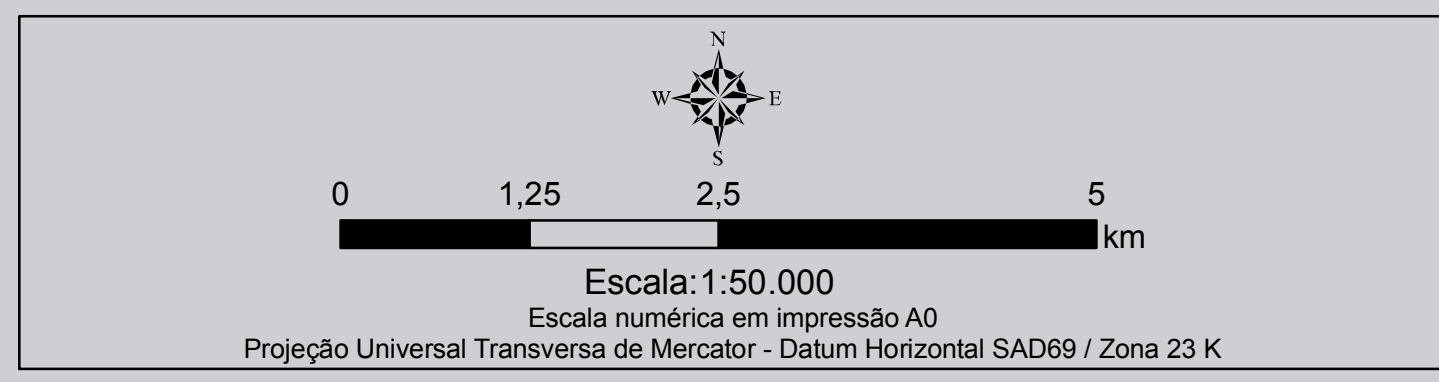 N
W E
S
0 1,25 2,5 5
km
Escala:1:50.000
Escala numérica em impressão A0
Projeção Universal Transversa de Mercator - Datum Horizontal SAD69 / Zona 23 K